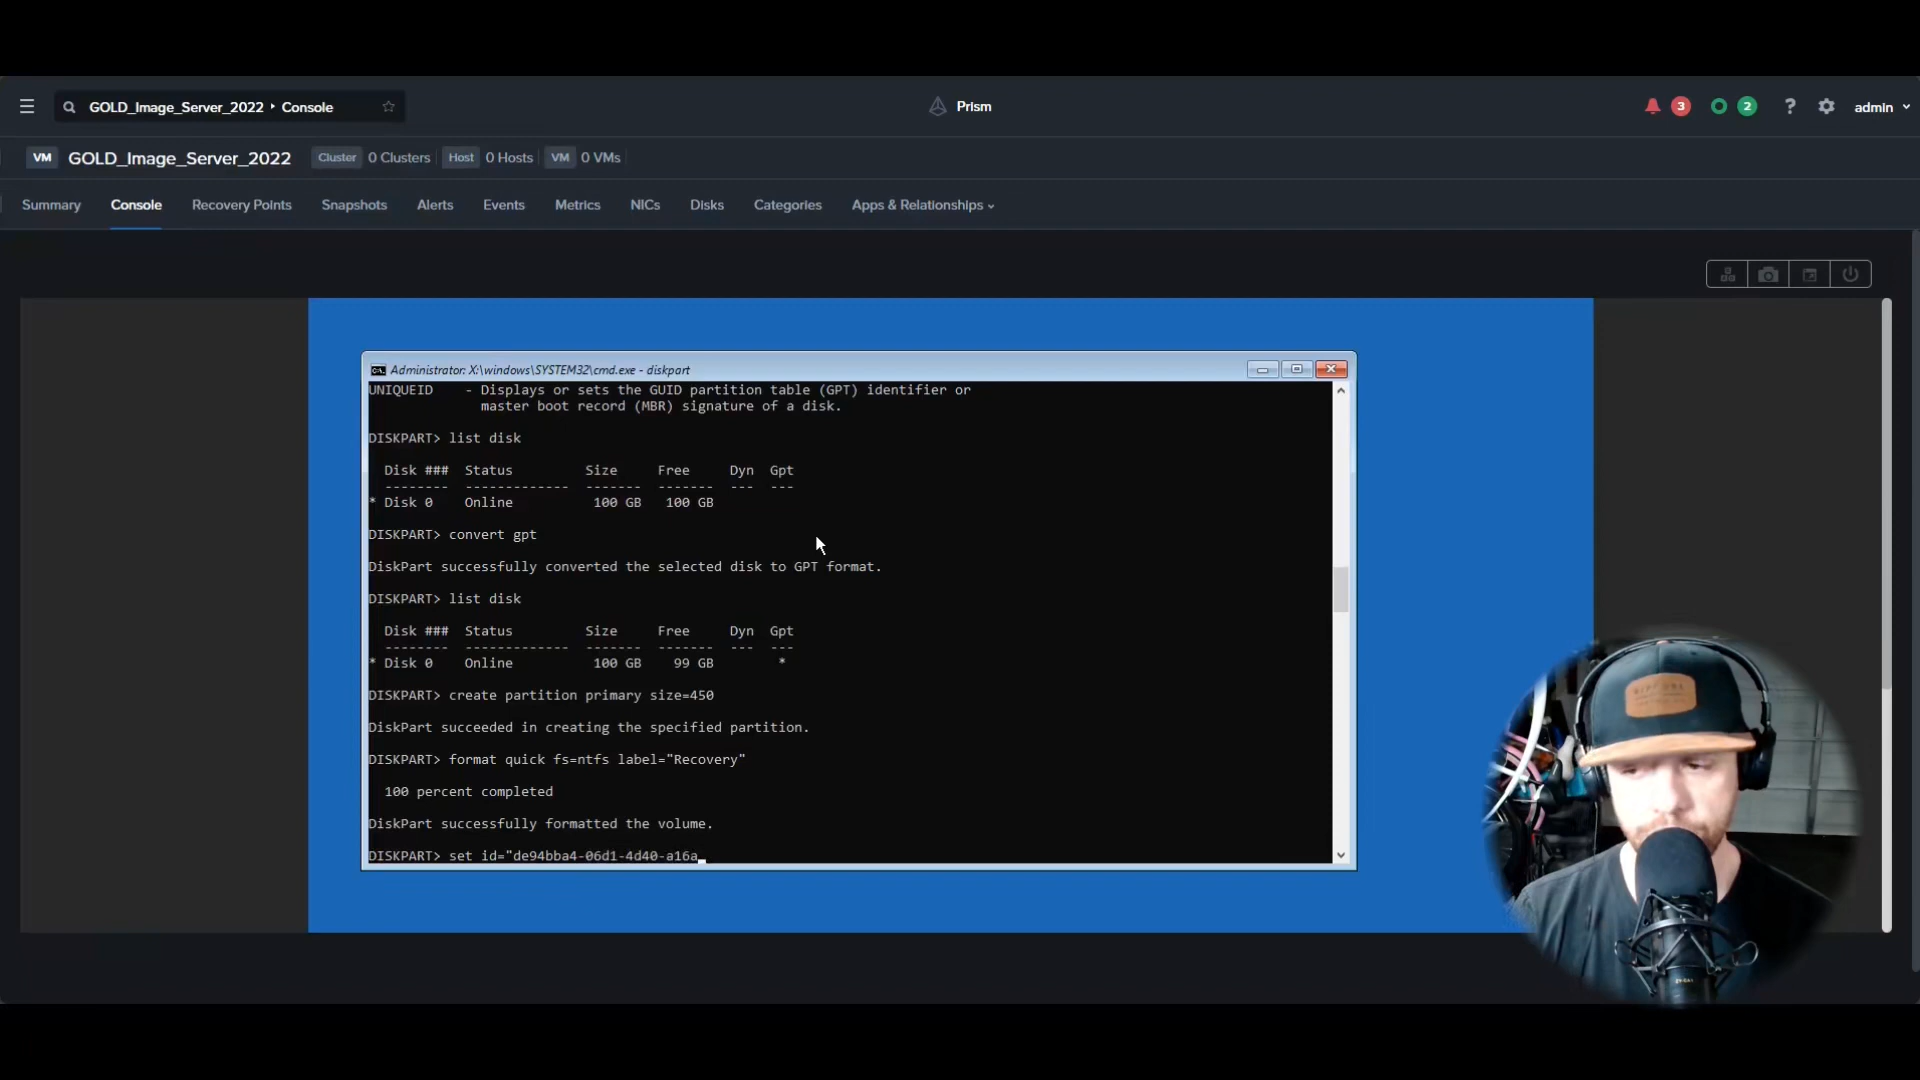 GOLD_Image_Server_2022 ‣ Console
Prism
3
2
?
admin
VM GOLD_Image_Server_2022 Cluster 0 Clusters Host 0 Hosts VM 0 VMs
Summary Console Recovery Points Snapshots Alerts Events Metrics NICs Disks Categories Apps & Relationships
Administrator: X:\windows\SYSTEM32\cmd.exe - diskpart
UNIQUEID    - Displays or sets the GUID partition table (GPT) identifier or
master boot record (MBR) signature of a disk.
DISKPART> list disk
Disk ###  Status         Size     Free     Dyn  Gpt
--------  -------------  -------  -------  ---  ---
* Disk 0    Online          100 GB   100 GB
DISKPART> convert gpt
DiskPart successfully converted the selected disk to GPT format.
DISKPART> list disk
Disk ###  Status         Size     Free     Dyn  Gpt
--------  -------------  -------  -------  ---  ---
* Disk 0    Online          100 GB    99 GB        *
DISKPART> create partition primary size=450
DiskPart succeeded in creating the specified partition.
DISKPART> format quick fs=ntfs label="Recovery"
100 percent completed
DiskPart successfully formatted the volume.
DISKPART> set id="de94bba4-06d1-4d40-a16a_